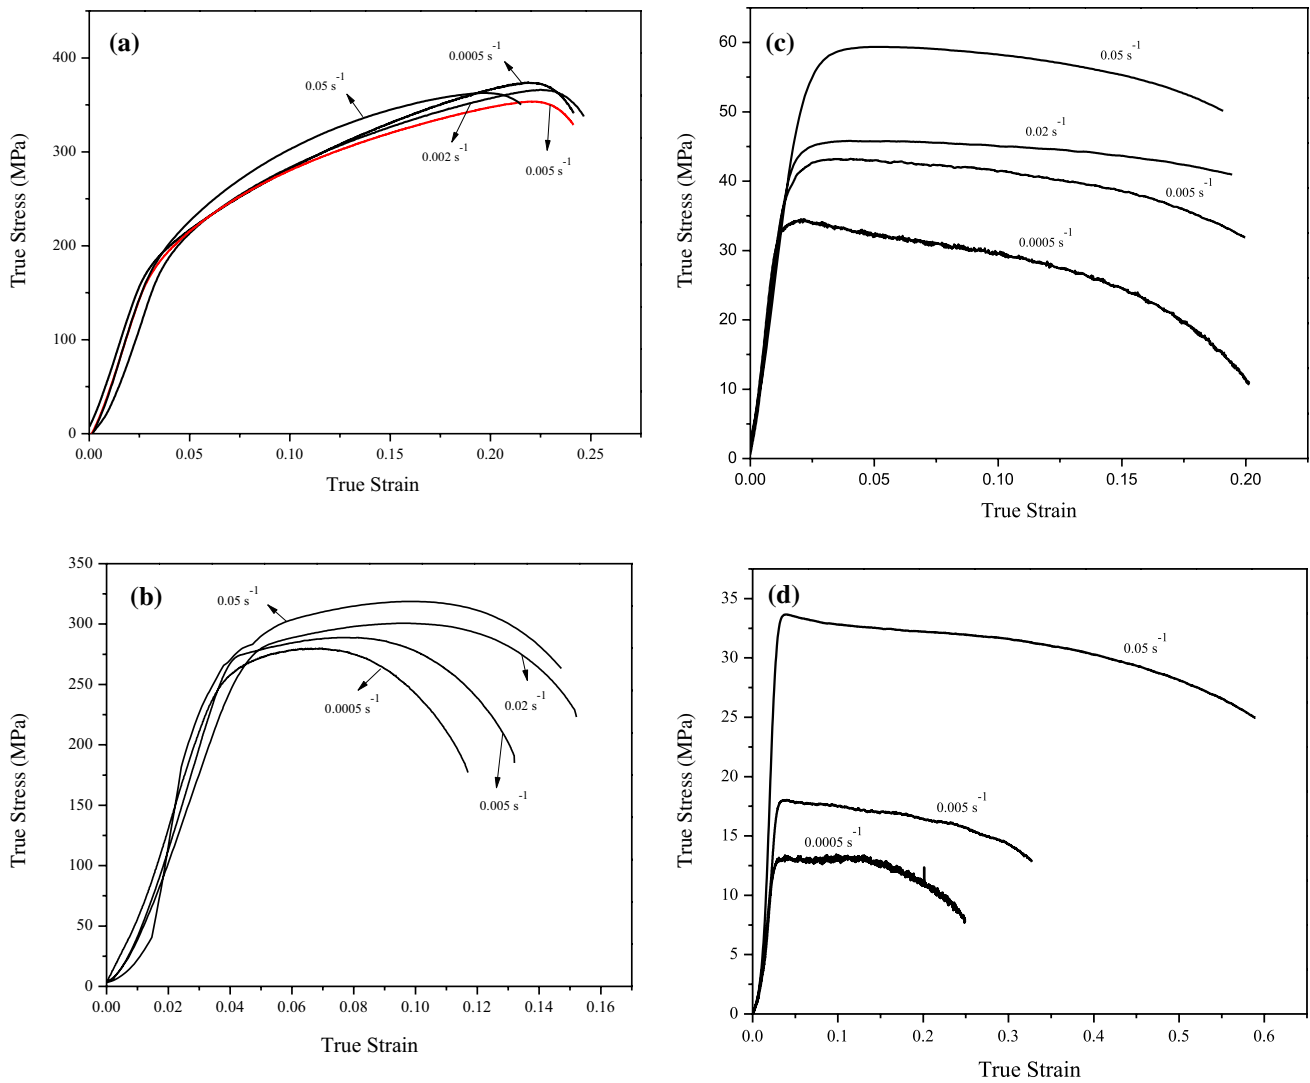 (a)
400
300
200
100
0
0.00 0.05 0.10 0.15 0.20 0.25
True Stress (MPa)
True Strain
0.05 s-1
0.0005 s-1
0.002 s-1
0.005 s-1
(c)
60
50
40
30
20
10
0
0.00 0.05 0.10 0.15 0.20
True Stress (MPa)
True Strain
0.05 s-1
0.02 s-1
0.005 s-1
0.0005 s-1
(b)
350
300
250
200
150
100
50
0
0.00 0.02 0.04 0.06 0.08 0.10 0.12 0.14 0.16
True Stress (MPa)
True Strain
0.05 s-1
0.02 s-1
0.0005 s-1
0.005 s-1
(d)
35
30
25
20
15
10
5
0
0.0 0.1 0.2 0.3 0.4 0.5 0.6
True Stress (MPa)
True Strain
0.05 s-1
0.005 s-1
0.0005 s-1